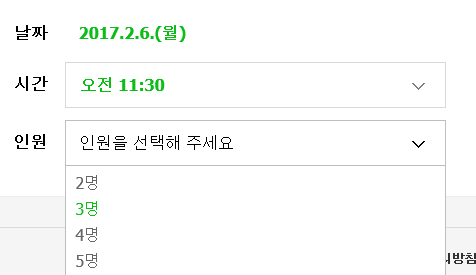 날짜 2017.2.6.(월)
시간 오전 11:30
인원 인원을 선택해 주세요
2명
3명
4명
5명